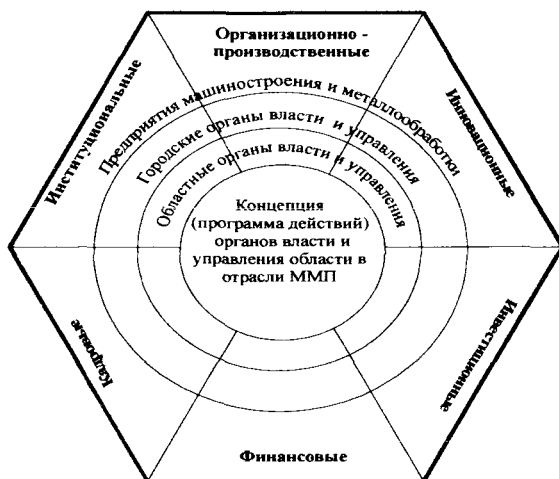 Организационно -
производственные
Институциональные
Инновационные
Предприятия машиностроения и металлообработки
Городские органы власти и управления
Областные органы власти и управления
Концепция
(программа действий)
органов власти и
управления области в
отрасли ММП
Кадровые
Инвестиционные
Финансовые